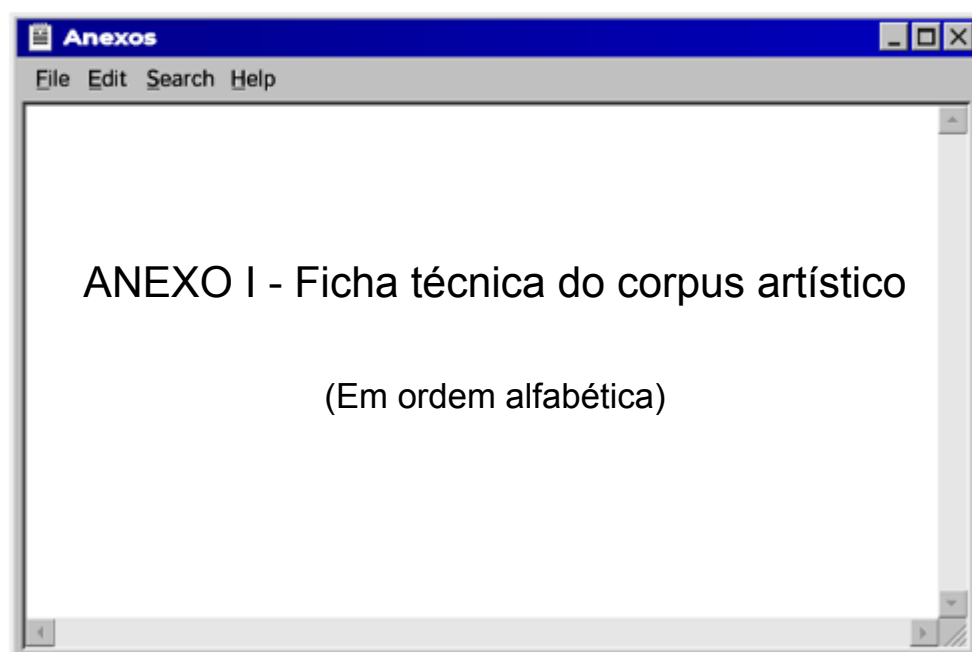 Anexos
File Edit Search Help
ANEXO I - Ficha técnica do corpus artístico
(Em ordem alfabética)